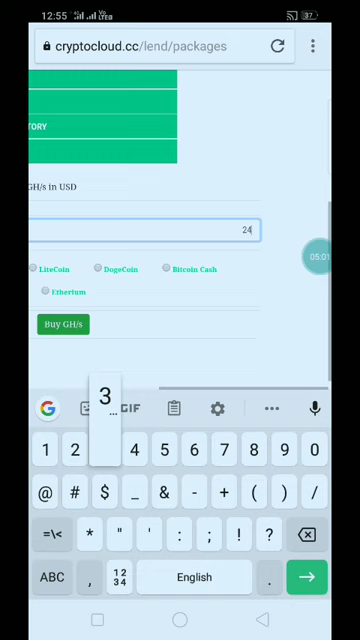 12:55 37
cryptocloud.cc/lend/packages
TORY
GH/s in USD
24
05:01
LiteCoin DogeCoin Bitcoin Cash
Etherium
Buy GH/s
3
...
G GIF ...
1 2 4 5 6 7 8 9 0
@ # $ _ & - + ( ) /
=\< * " ' : ; ! ?
ABC , 12 34 English .